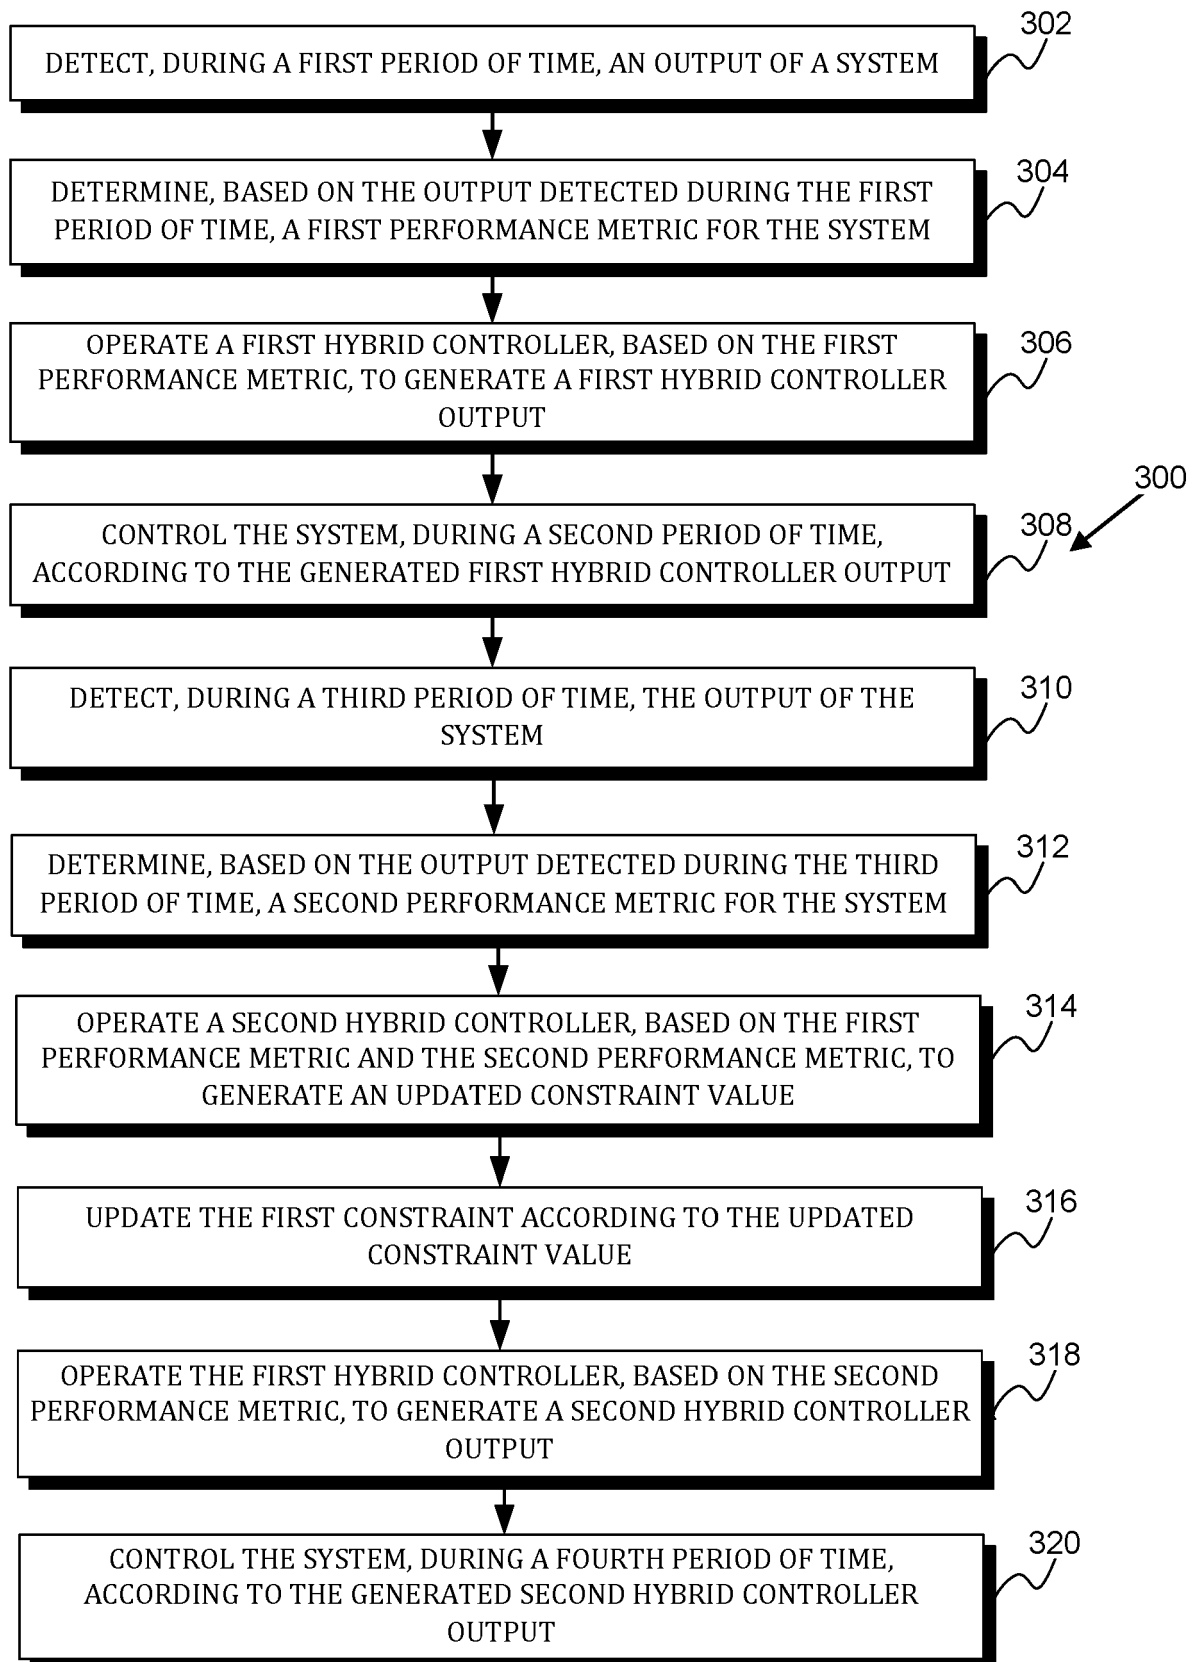 302
DETECT, DURING A FIRST PERIOD OF TIME, AN OUTPUT OF A SYSTEM
304
DETERMINE, BASED ON THE OUTPUT DETECTED DURING THE FIRST
PERIOD OF TIME, A FIRST PERFORMANCE METRIC FOR THE SYSTEM
306
OPERATE A FIRST HYBRID CONTROLLER, BASED ON THE FIRST
PERFORMANCE METRIC, TO GENERATE A FIRST HYBRID CONTROLLER
OUTPUT
300
308
CONTROL THE SYSTEM, DURING A SECOND PERIOD OF TIME,
ACCORDING TO THE GENERATED FIRST HYBRID CONTROLLER OUTPUT
310
DETECT, DURING A THIRD PERIOD OF TIME, THE OUTPUT OF THE
SYSTEM
312
DETERMINE, BASED ON THE OUTPUT DETECTED DURING THE THIRD
PERIOD OF TIME, A SECOND PERFORMANCE METRIC FOR THE SYSTEM
314
OPERATE A SECOND HYBRID CONTROLLER, BASED ON THE FIRST
PERFORMANCE METRIC AND THE SECOND PERFORMANCE METRIC, TO
GENERATE AN UPDATED CONSTRAINT VALUE
316
UPDATE THE FIRST CONSTRAINT ACCORDING TO THE UPDATED
CONSTRAINT VALUE
318
OPERATE THE FIRST HYBRID CONTROLLER, BASED ON THE SECOND
PERFORMANCE METRIC, TO GENERATE A SECOND HYBRID CONTROLLER
OUTPUT
320
CONTROL THE SYSTEM, DURING A FOURTH PERIOD OF TIME,
ACCORDING TO THE GENERATED SECOND HYBRID CONTROLLER
OUTPUT